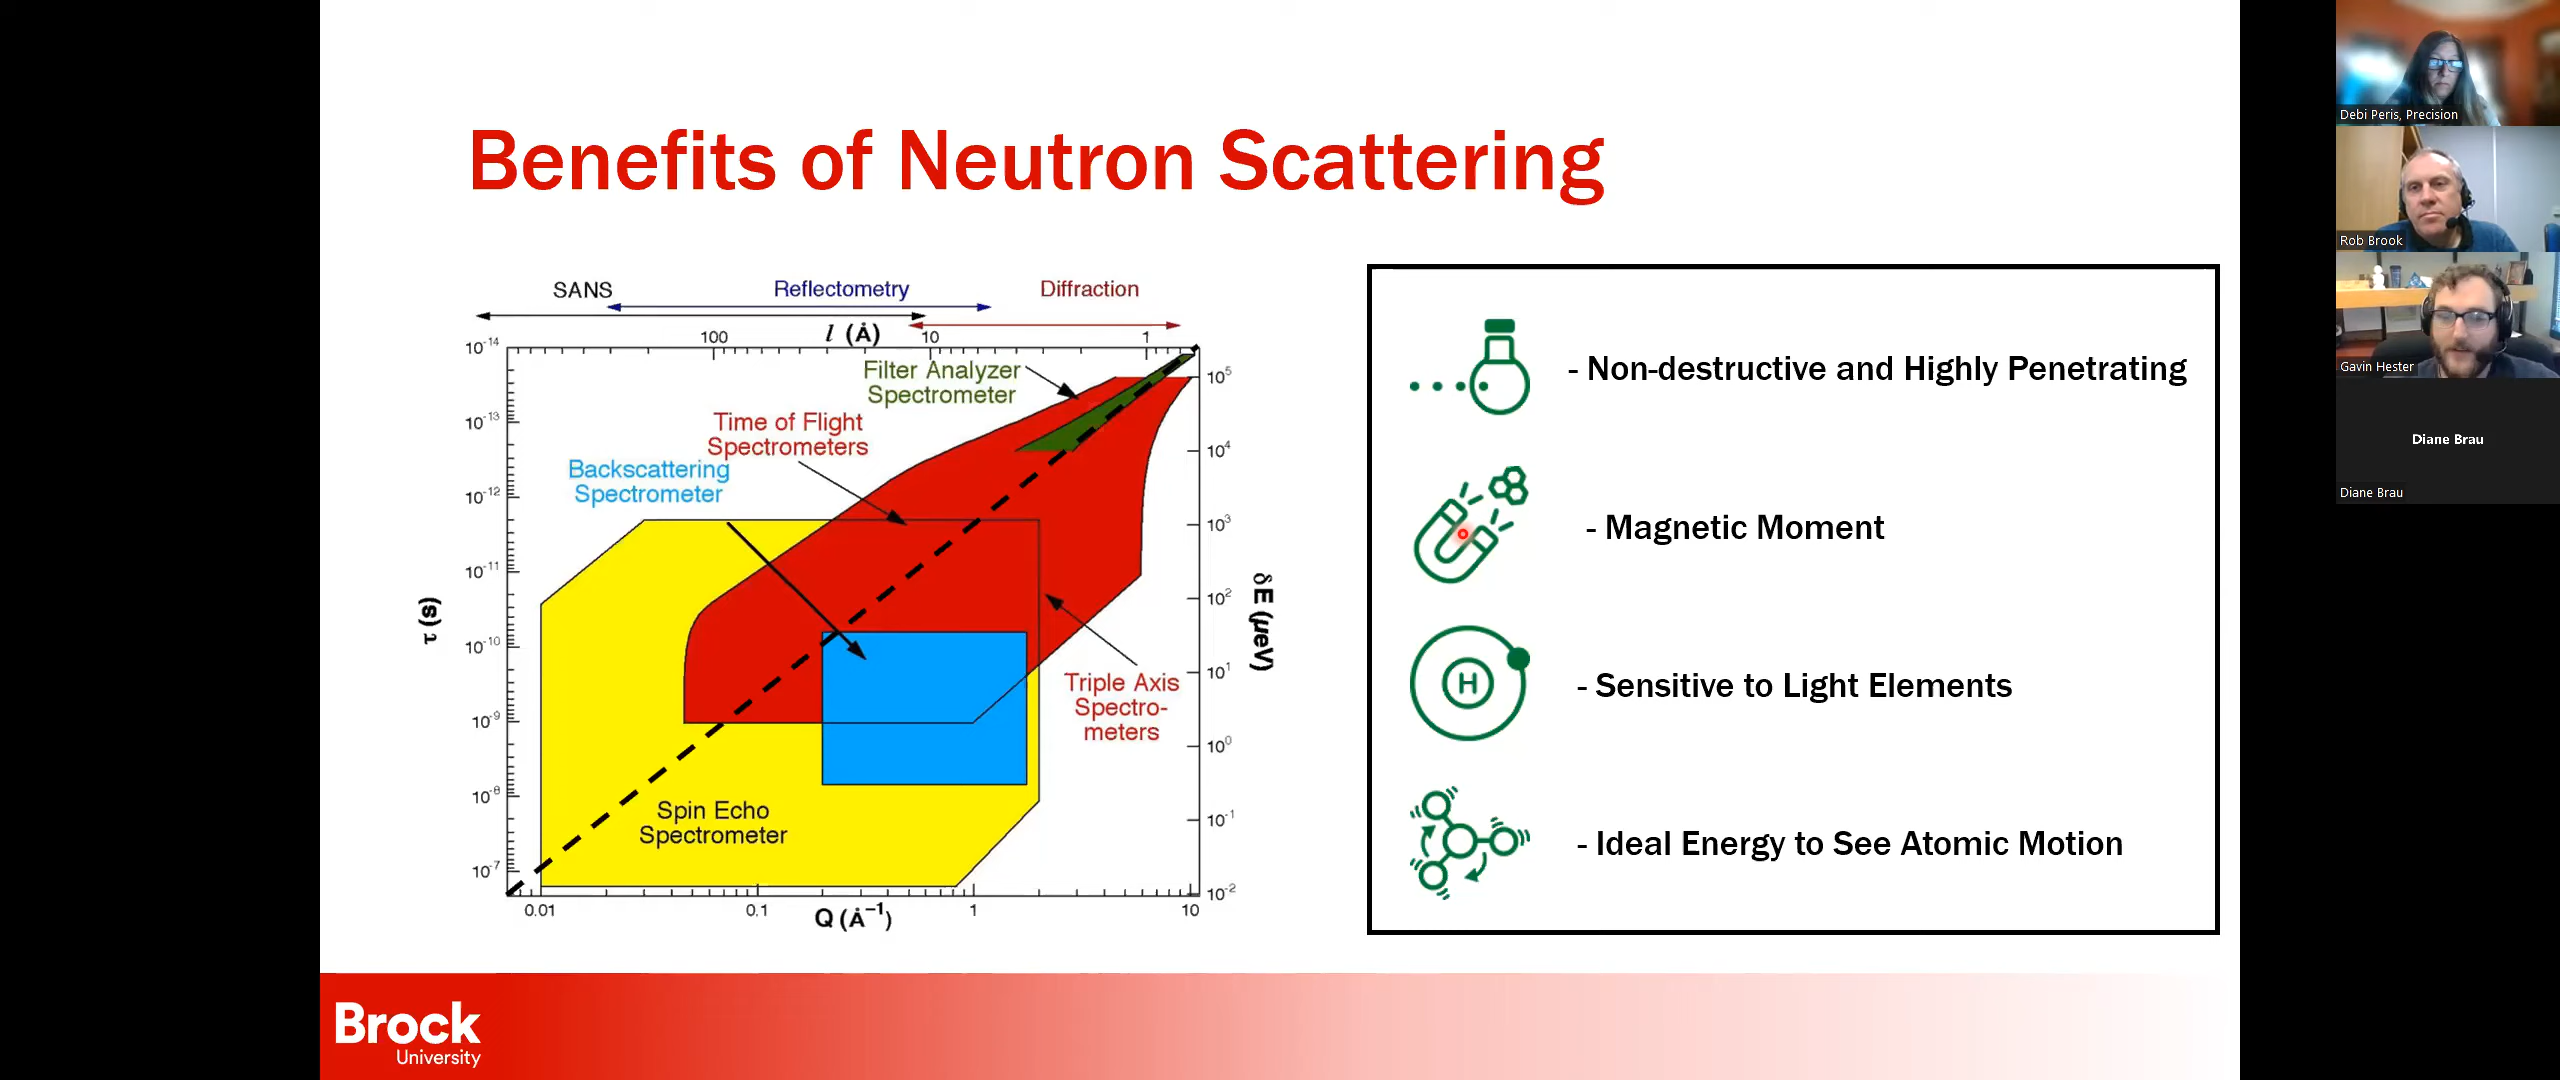 Benefits of Neutron Scattering
SANS
Reflectometry
Diffraction
l (Å)
100
10
1
10-14
10-13
10-12
10-11
10-10
10-9
10-8
10-7
τ (s)
Filter Analyzer
Spectrometer
Time of Flight
Spectrometers
Backscattering
Spectrometer
Triple Axis
Spectro-
meters
Spin Echo
Spectrometer
10⁵
10⁴
10³
10²
10¹
10⁰
10-1
10-2
δE (μeV)
0.01
0.1
1
10
Q (Å⁻¹)
- Non-destructive and Highly Penetrating
- Magnetic Moment
H
- Sensitive to Light Elements
- Ideal Energy to See Atomic Motion
Brock
University
Debi Peris, Precision
Rob Brook
Gavin Hester
Diane Brau
Diane Brau